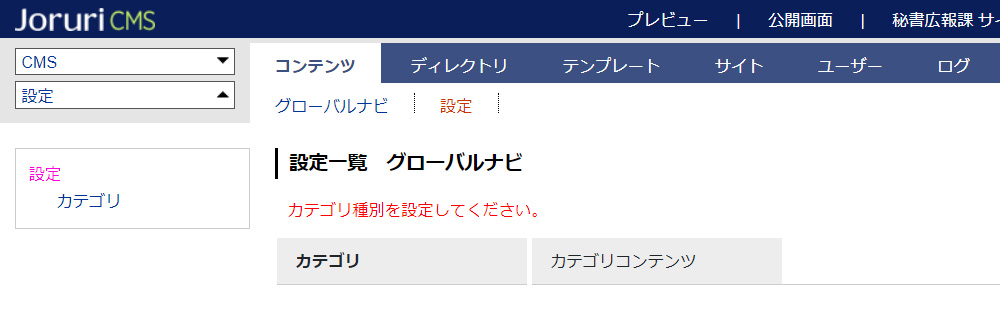 Joruri CMS
プレビュー | 公開画面 | 秘書広報課 サイ
CMS
設定
コンテンツ ディレクトリ テンプレート サイト ユーザー ログ
グローバルナビ 設定
設定
カテゴリ
設定一覧　グローバルナビ
カテゴリ種別を設定してください。
カテゴリ カテゴリコンテンツ